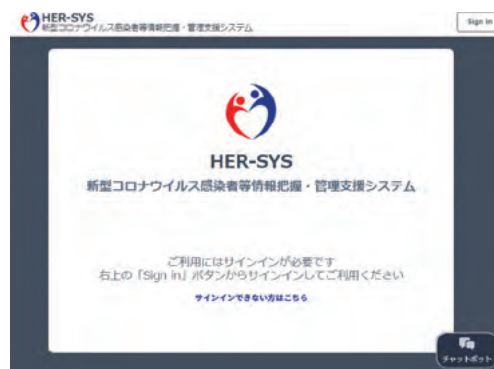 HER-SYS
新型コロナウイルス感染者等情報把握・管理支援システム
Sign in
HER-SYS
新型コロナウイルス感染者等情報把握・管理支援システム
ご利用にはサインインが必要です
右上の「Sign in」ボタンからサインインしてご利用ください
サインインできない方はこちら
チャットボット